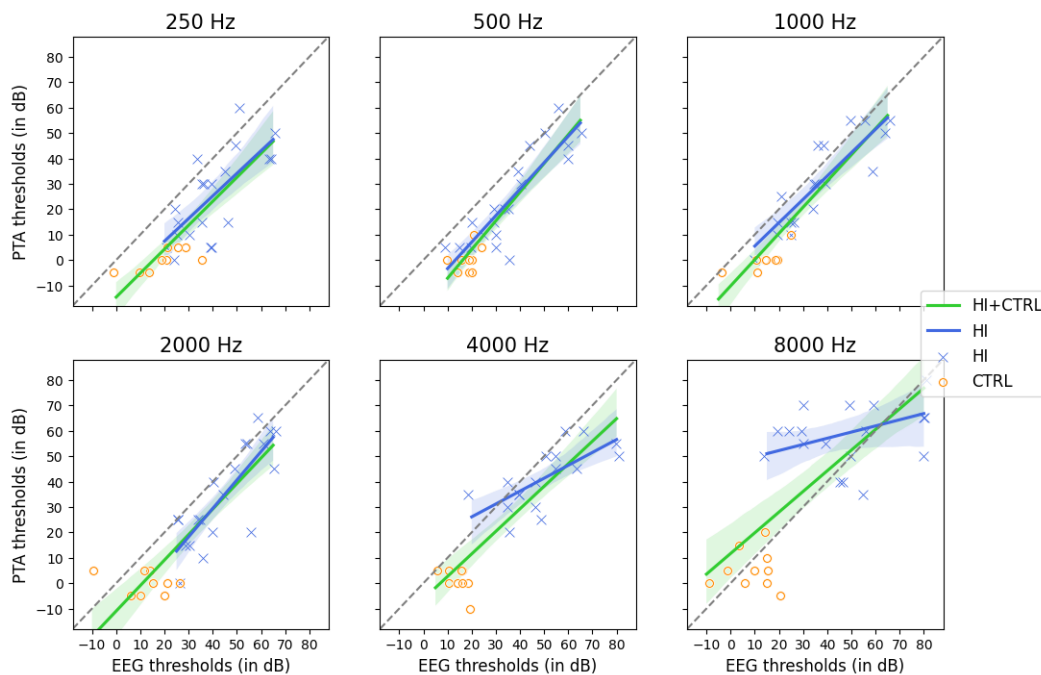 250 Hz
500 Hz
1000 Hz
PTA thresholds (in dB)
80
70
60
50
40
30
20
10
0
−10
2000 Hz
4000 Hz
8000 Hz
HI+CTRL
HI
HI
CTRL
PTA thresholds (in dB)
80
70
60
50
40
30
20
10
0
−10
−10 0 10 20 30 40 50 60 70 80
−10 0 10 20 30 40 50 60 70 80
−10 0 10 20 30 40 50 60 70 80
EEG thresholds (in dB)
EEG thresholds (in dB)
EEG thresholds (in dB)